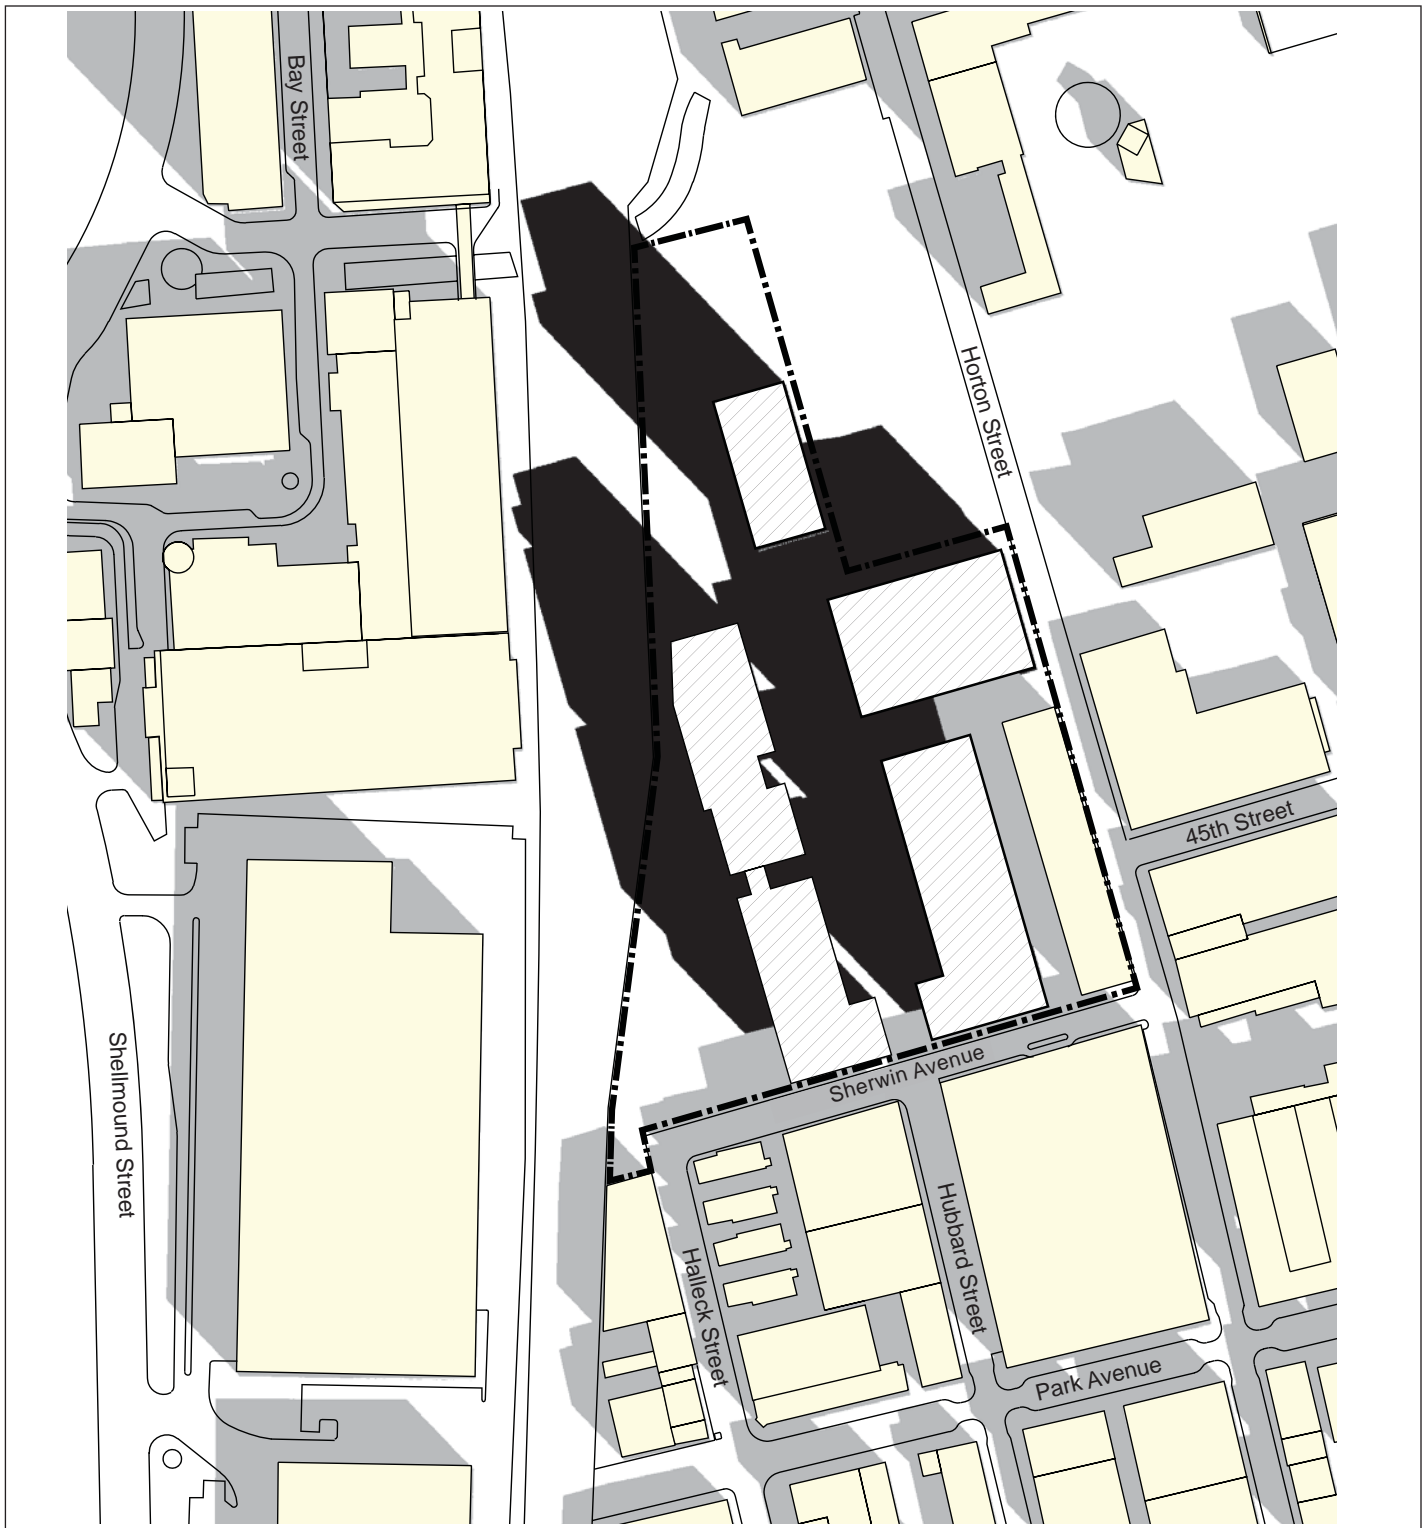 Bay Street
Horton Street
45th Street
Sherwin Avenue
Shellmound Street
Hubbard Street
Halleck Street
Park Avenue